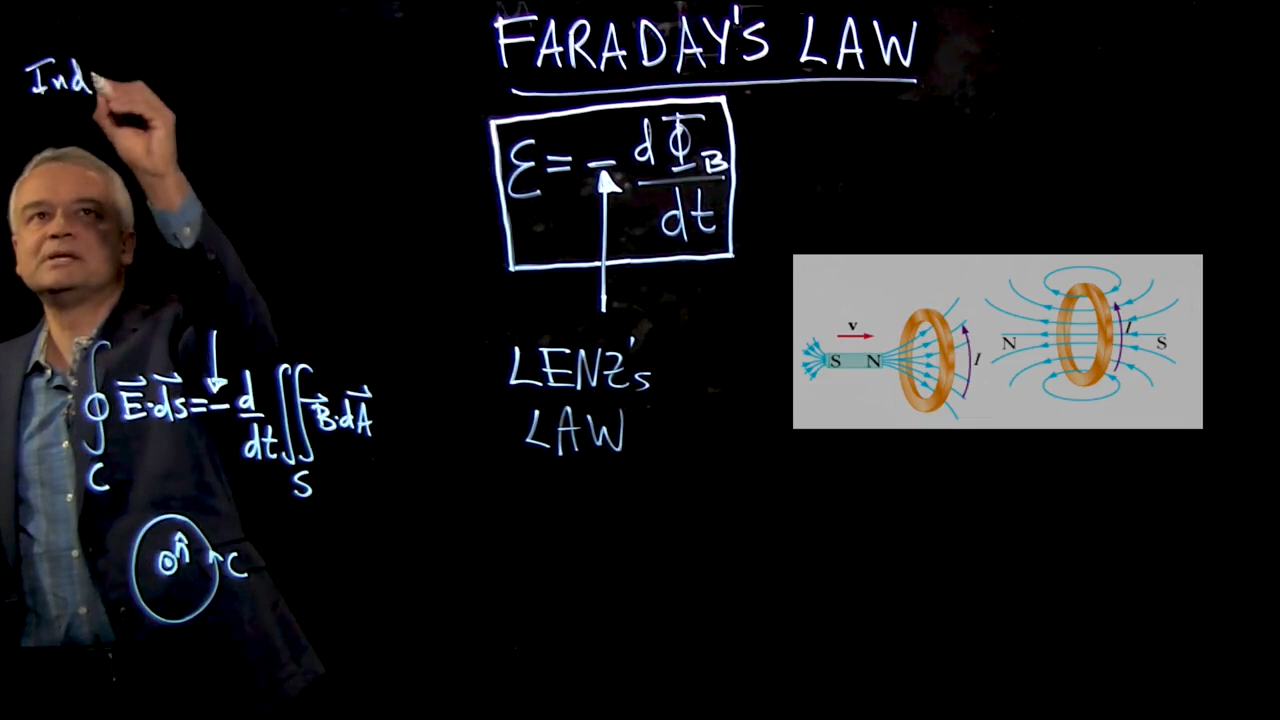 FARADAY'S LAW
Ind
ℰ = - dΦ_B/dt
LENZ's
LAW
∮_C E⃗·ds⃗ = - d/dt ∬_S B⃗·dA⃗
n̂
C
v
S N
I
N I S